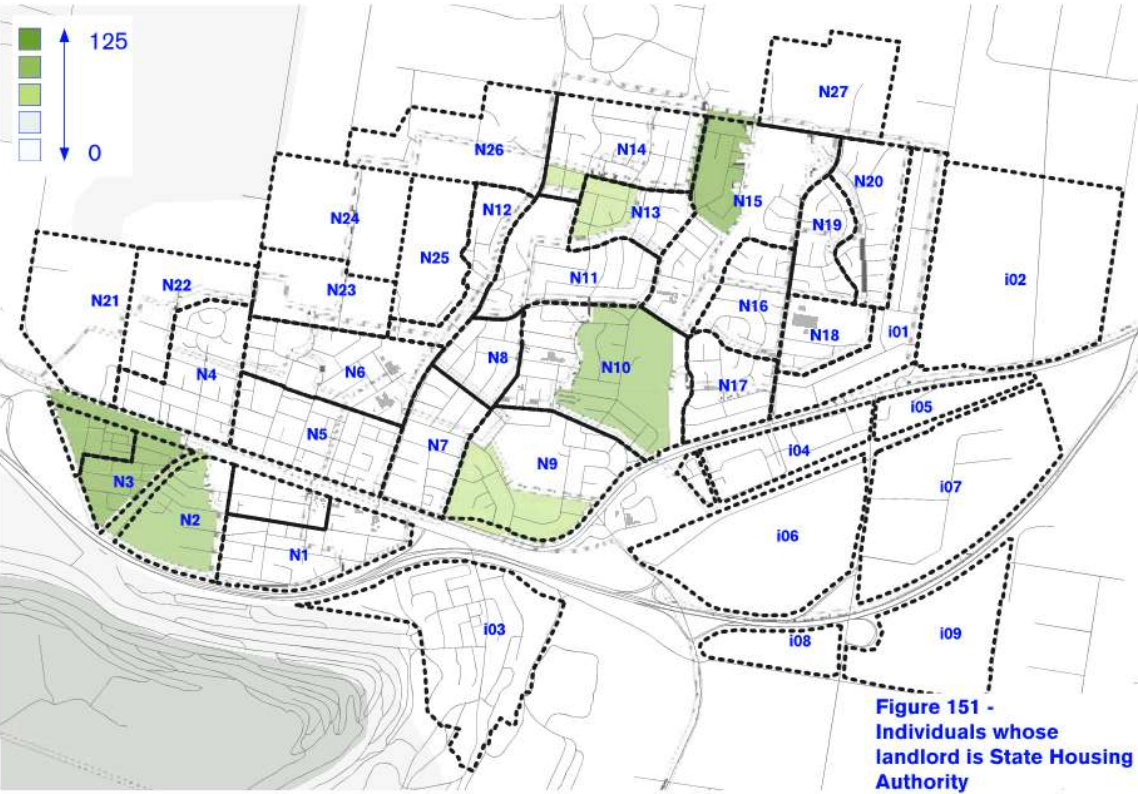 125
0
N27
N14
N26
N20
N15
N12
N13
N24
N19
N25
N11
i02
N22
N23
N21
N16
i01
N18
N8
N6
N10
N4
N17
i05
N5
N7
i04
N9
N3
i07
N2
i06
N1
i03
i08
i09
Figure 151 -
Individuals whose
landlord is State Housing
Authority